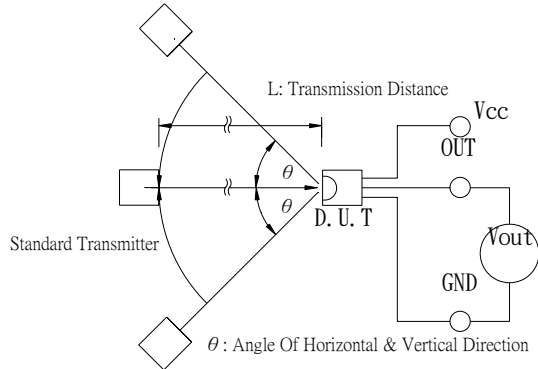 L: Transmission Distance
Vcc
OUT
θ
θ
D.U.T
Standard Transmitter
Vout
GND
θ : Angle Of Horizontal & Vertical Direction